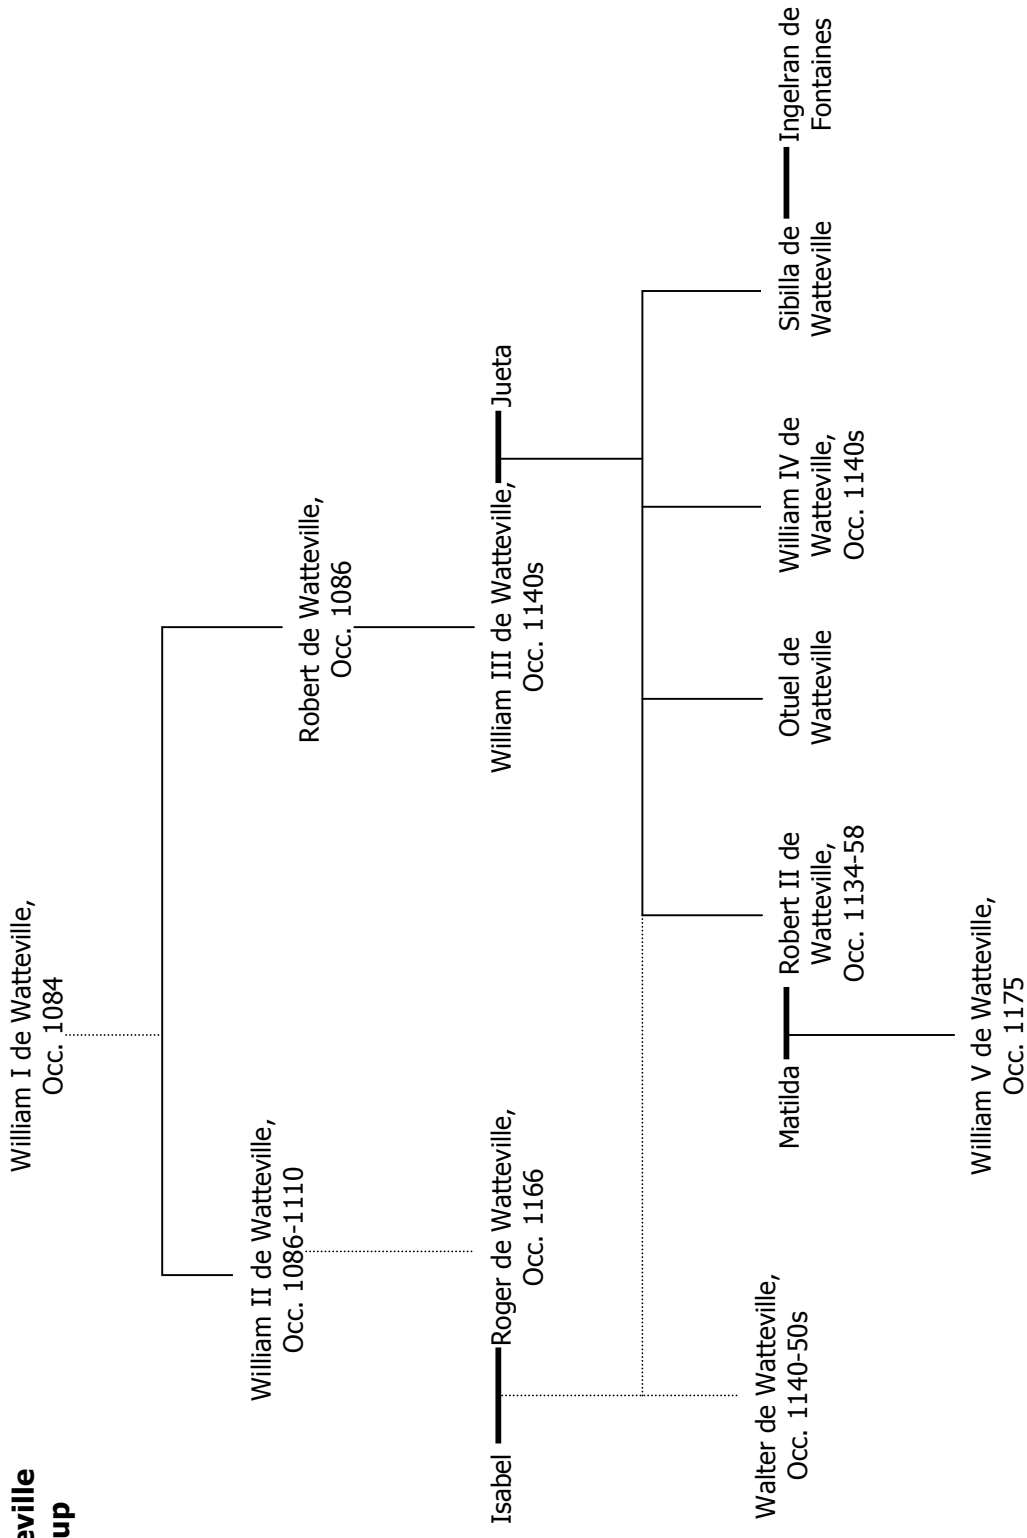 eville
up
William I de Watteville,
Occ. 1084
William II de Watteville,
Occ. 1086-1110
Robert de Watteville,
Occ. 1086
Isabel
Roger de Watteville,
Occ. 1166
William III de Watteville,
Occ. 1140s
Jueta
Walter de Watteville,
Occ. 1140-50s
Matilda
Robert II de
Watteville,
Occ. 1134-58
Otuel de
Watteville
William IV de
Watteville,
Occ. 1140s
Sibilla de
Watteville
Ingelran de
Fontaines
William V de Watteville,
Occ. 1175